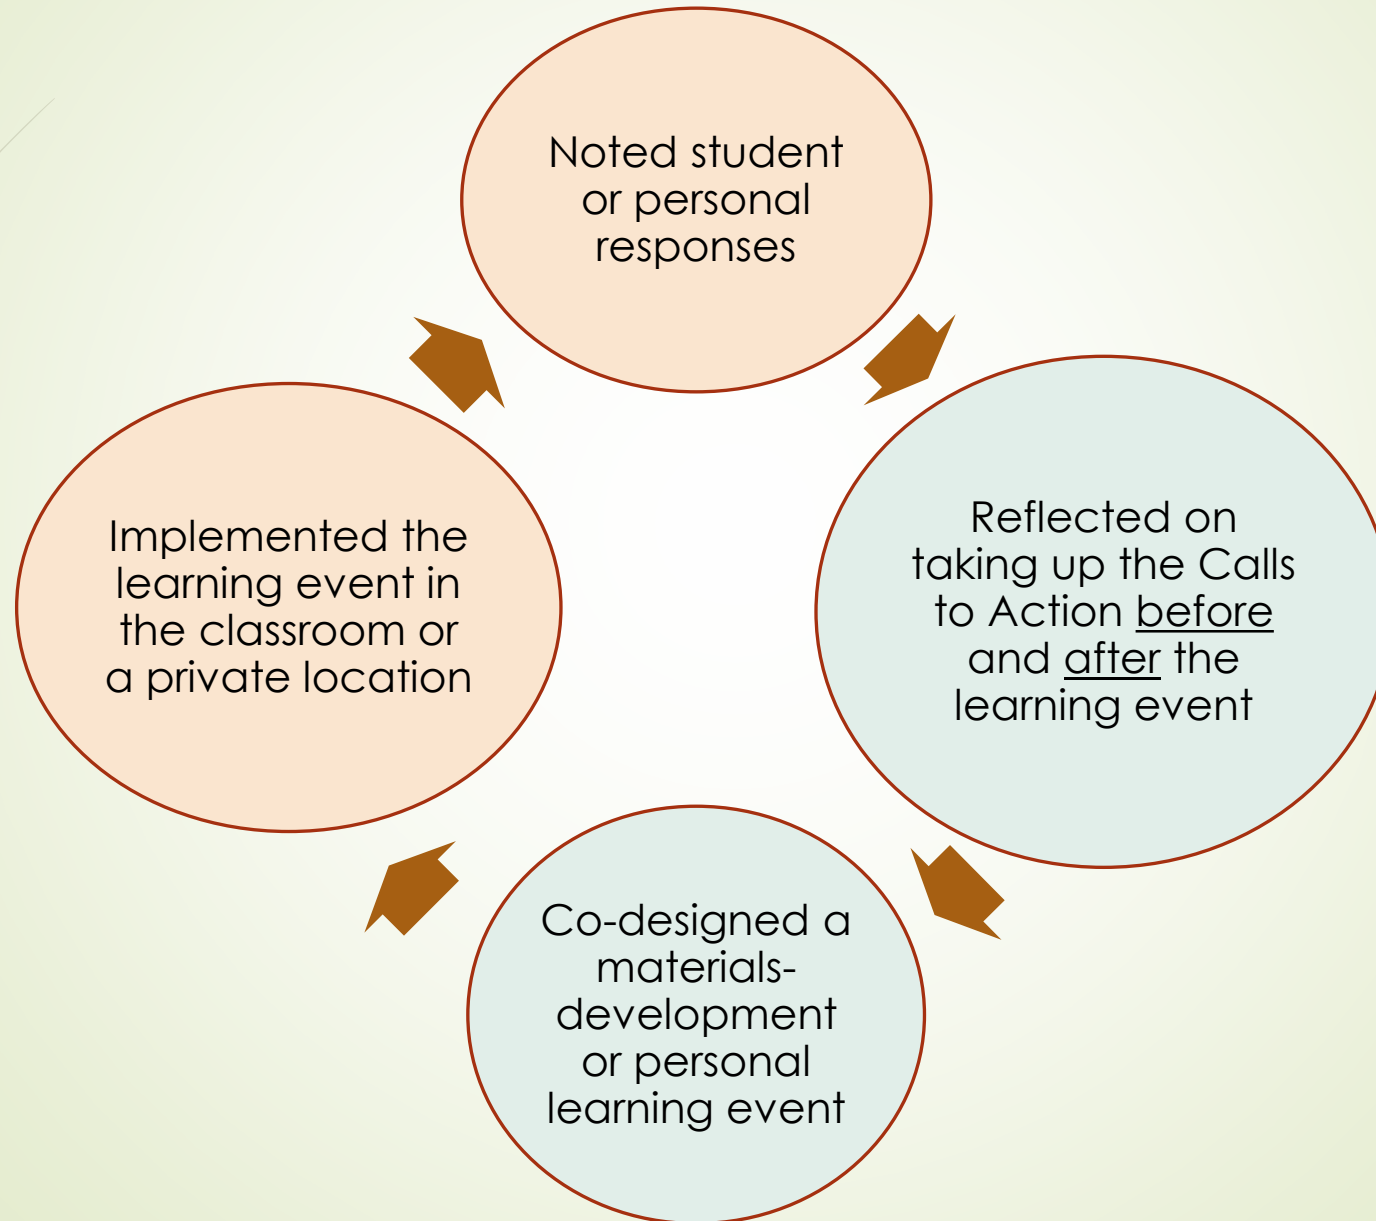 Noted student
or personal
responses
Reflected on
taking up the Calls
to Action before
and after the
learning event
Co-designed a
materials-
development
or personal
learning event
Implemented the
learning event in
the classroom or
a private location